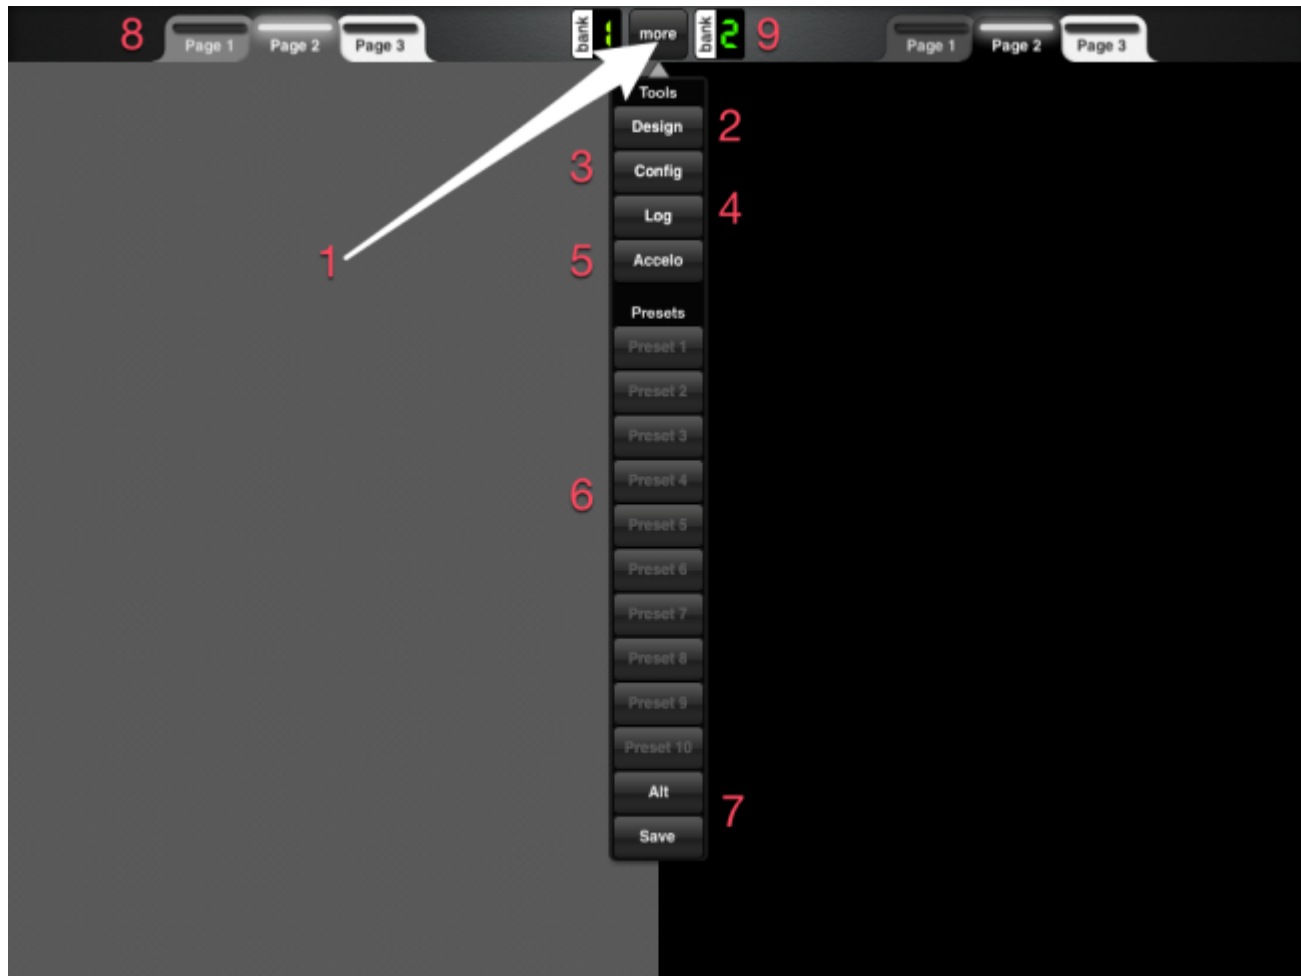 8 Page 1 Page 2 Page 3 bank 1 more bank 2 9 Page 1 Page 2 Page 3
Tools
Design 2
3 Config
Log 4
1 5 Accelo
Presets
Preset 1
Preset 2
Preset 3
6 Preset 4
Preset 5
Preset 6
Preset 7
Preset 8
Preset 9
Preset 10
Alt
7
Save